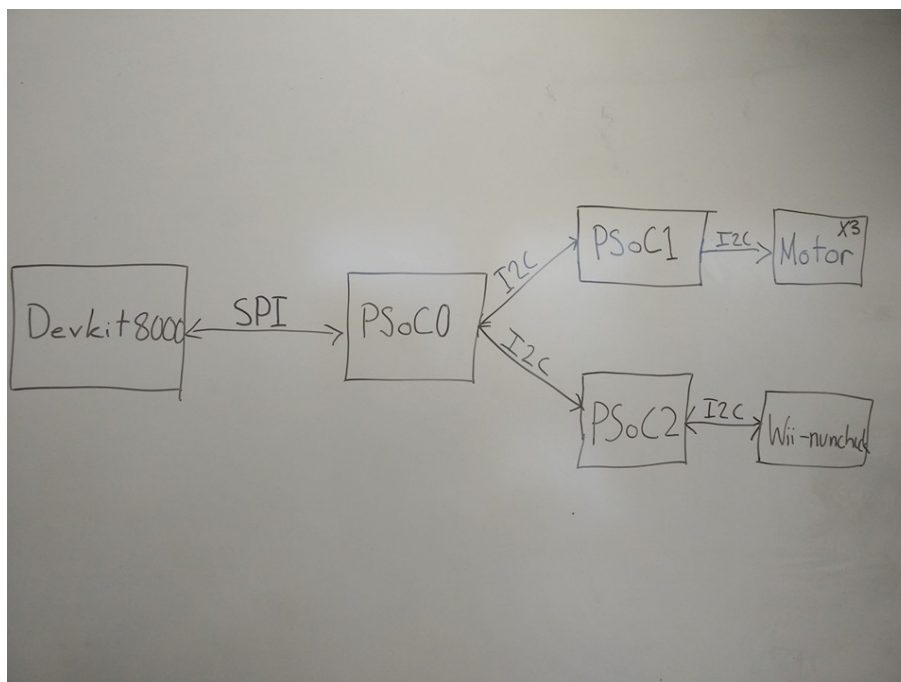 Devkit8000
SPI
PSoC0
I2C
I2C
PSoC1
I2C
Motor x3
PSoC2
I2C
Wii-nunchuk